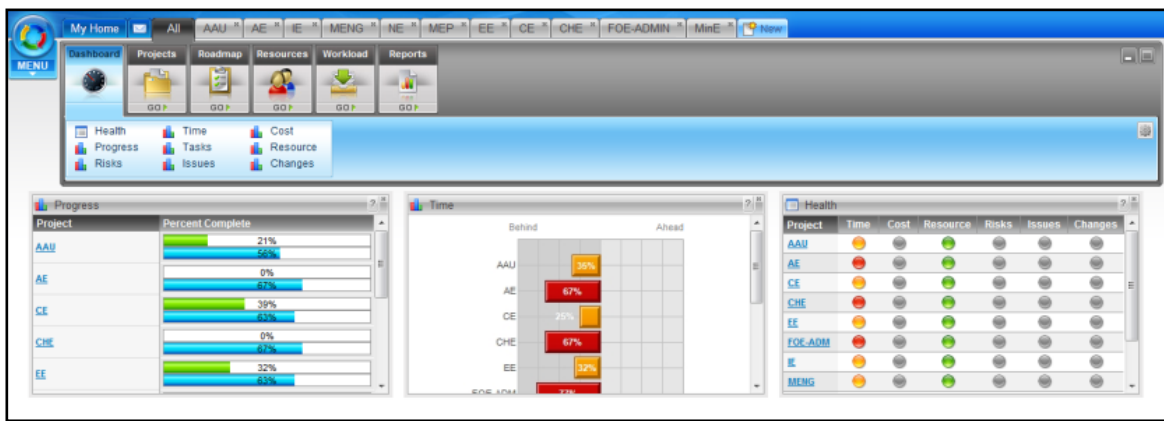 My Home All AAU AE IE MENG NE MEP EE CE CHE FOE-ADMIN MinE New
MENU
Dashboard Projects Roadmap Resources Workload Reports
GO! GO! GO! GO! GO!
Health Time Cost
Progress Tasks Resource
Risks Issues Changes
Progress ?
Project Percent Complete
AAU 21%
56%
AE 0%
67%
CE 39%
63%
CHE 0%
67%
EE 32%
63%
Time ?
Behind Ahead
AAU 35%
AE 67%
CE 25%
CHE 67%
EE 32%
FOE-ADM 77%
Health ?
Project Time Cost Resource Risks Issues Changes
AAU
AE
CE
CHE
EE
FOE-ADM
IE
MENG